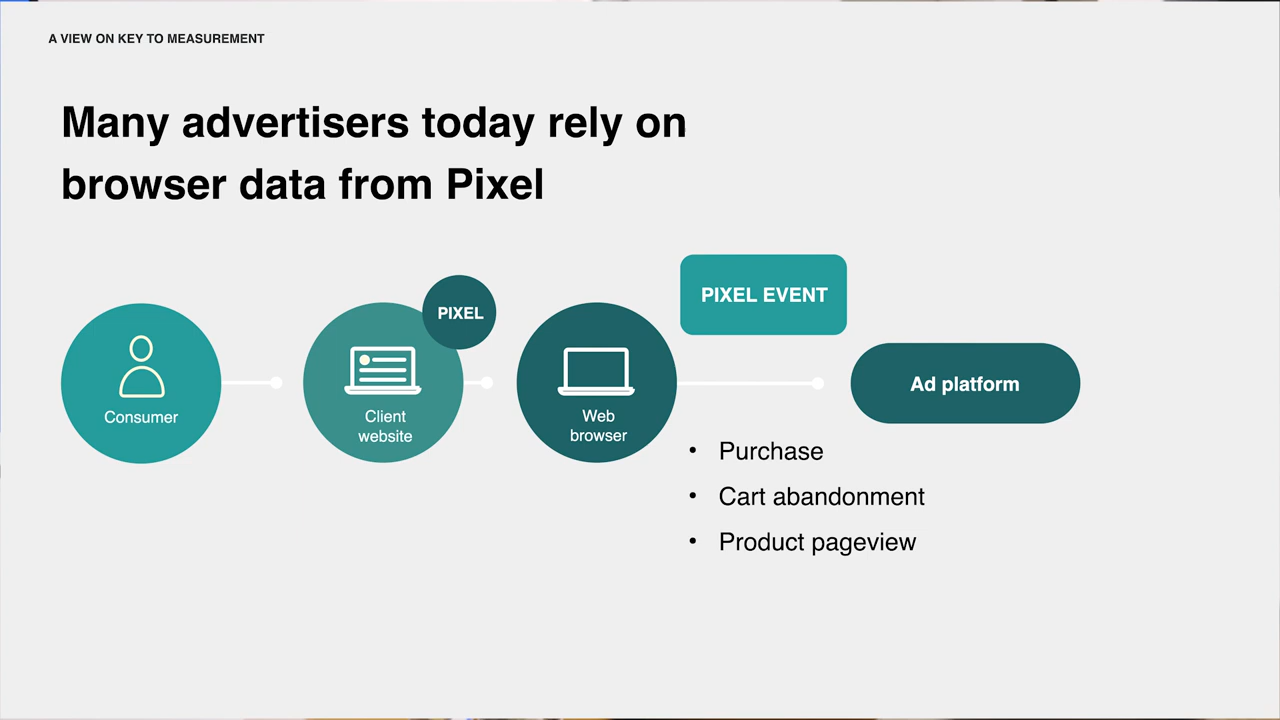 A VIEW ON KEY TO MEASUREMENT
Many advertisers today rely on
browser data from Pixel
Consumer
Client
website
PIXEL
Web
browser
PIXEL EVENT
Ad platform
• Purchase
• Cart abandonment
• Product pageview